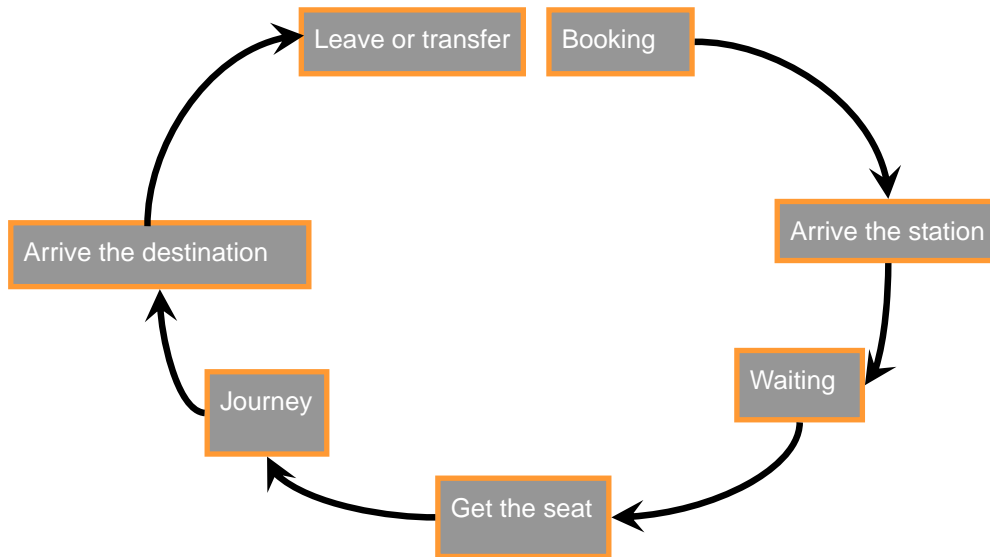 Leave or transfer
Booking
Arrive the station
Waiting
Get the seat
Journey
Arrive the destination